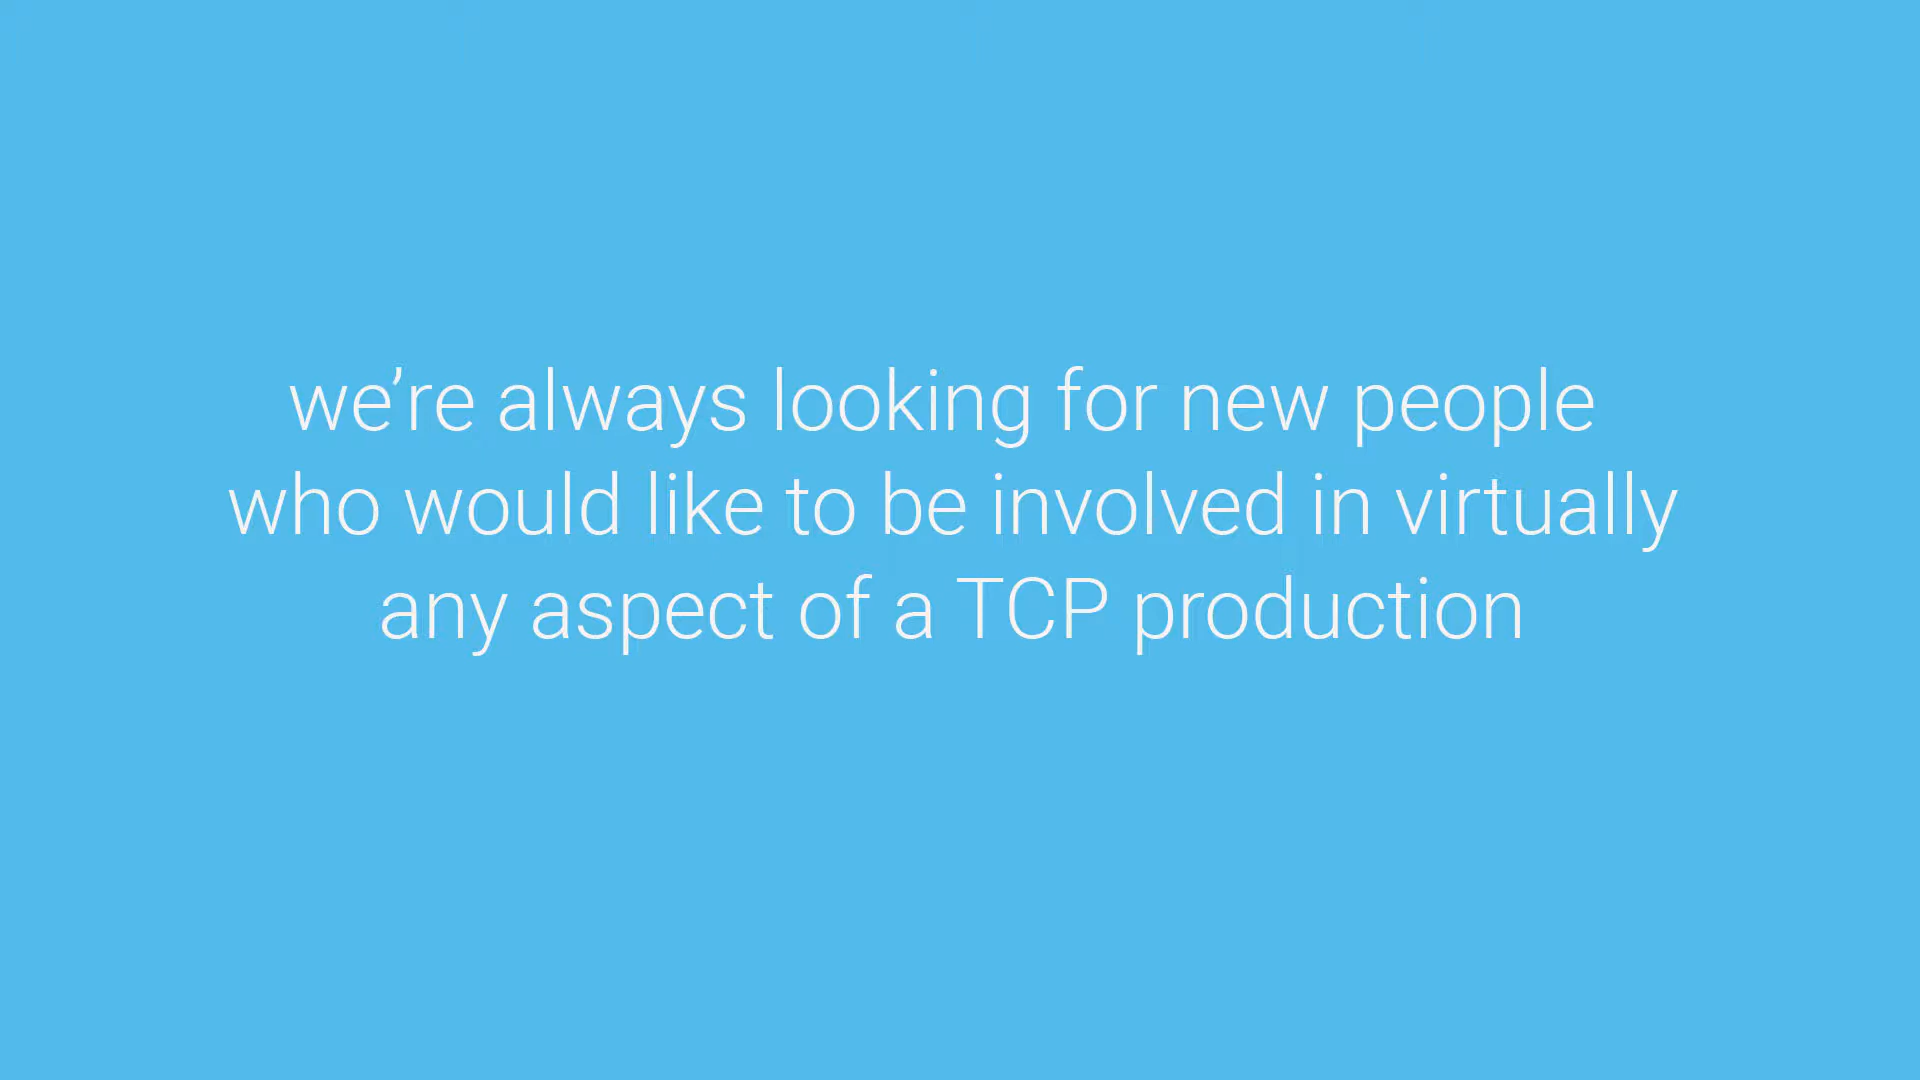 we’re always looking for new people
who would like to be involved in virtually
any aspect of a TCP production